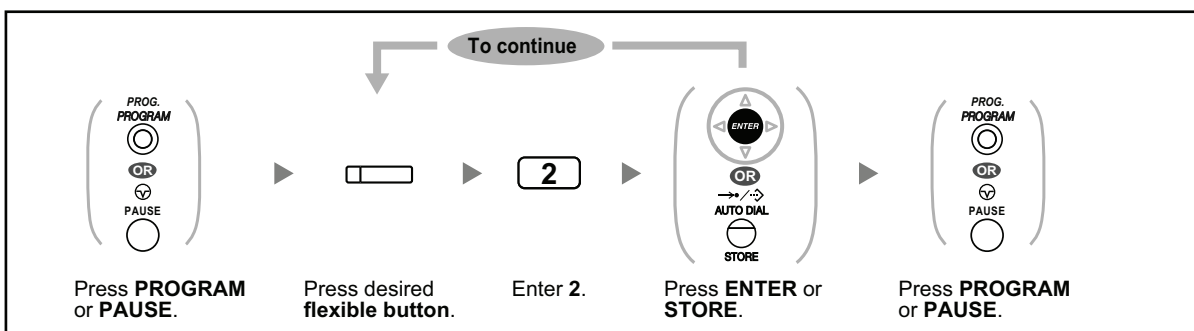 To continue
PROG.
PROGRAM
OR
PAUSE
2
ENTER
OR
AUTO DIAL
STORE
PROG.
PROGRAM
OR
PAUSE
Press PROGRAM
or PAUSE.
Press desired
flexible button.
Enter 2.
Press ENTER or
STORE.
Press PROGRAM
or PAUSE.